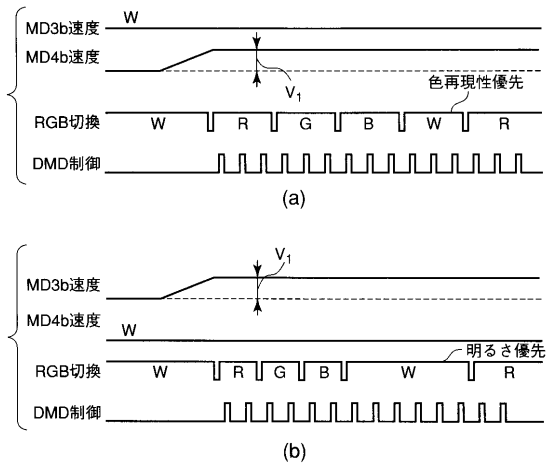 W
MD3b速度
MD4b速度
V1
色再現性優先
RGB切換 W R G B W R
DMD制御
(a)
V1
MD3b速度
MD4b速度
W
明るさ優先
RGB切換 W R G B W R
DMD制御
(b)